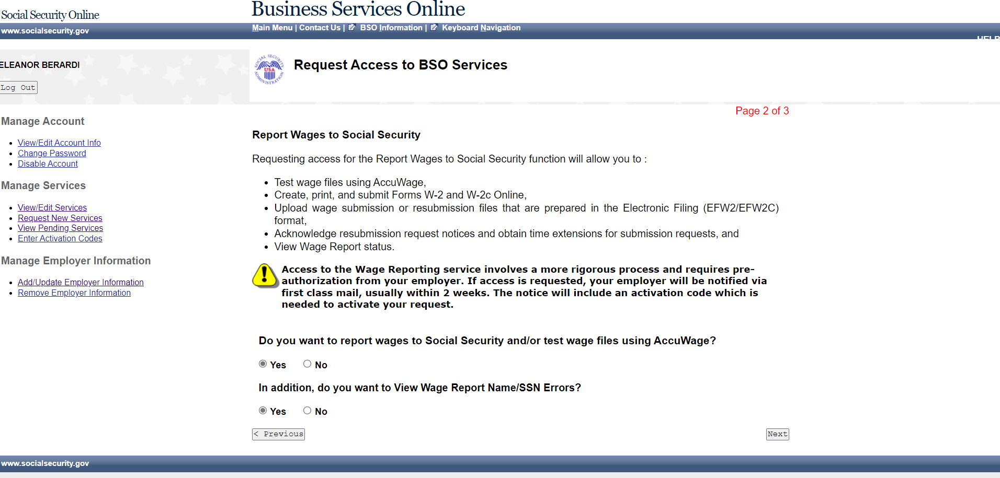 Social Security Online
Business Services Online
www.socialsecurity.gov
Main Menu | Contact Us | BSO Information | Keyboard Navigation
HELP
ELEANOR BERARDI
Log Out
SOCIAL SECURITY ADMINISTRATION
USA
Request Access to BSO Services
Manage Account
View/Edit Account Info
Change Password
Disable Account
Manage Services
View/Edit Services
Request New Services
View Pending Services
Enter Activation Codes
Manage Employer Information
Add/Update Employer Information
Remove Employer Information
Page 2 of 3
Report Wages to Social Security
Requesting access for the Report Wages to Social Security function will allow you to :
Test wage files using AccuWage,
Create, print, and submit Forms W-2 and W-2c Online,
Upload wage submission or resubmission files that are prepared in the Electronic Filing (EFW2/EFW2C)
format,
Acknowledge resubmission request notices and obtain time extensions for submission requests, and
View Wage Report status.
Access to the Wage Reporting service involves a more rigorous process and requires pre-
authorization from your employer. If access is requested, your employer will be notified via
first class mail, usually within 2 weeks. The notice will include an activation code which is
needed to activate your request.
Do you want to report wages to Social Security and/or test wage files using AccuWage?
Yes No
In addition, do you want to View Wage Report Name/SSN Errors?
Yes No
< Previous Next
www.socialsecurity.gov